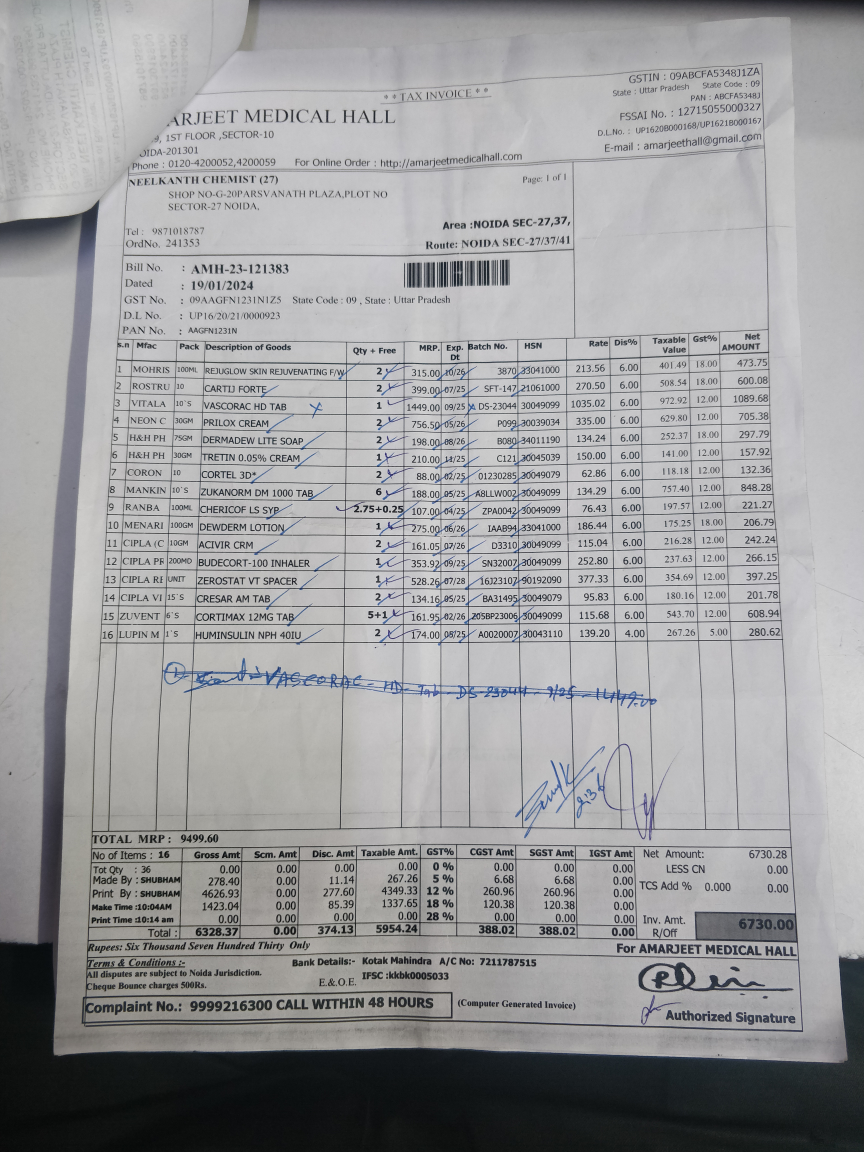 * * TAX INVOICE * *
GSTIN : 09ABCFA5348J1ZA
State : Uttar Pradesh State Code : 09
PAN : ABCFA5348J
FSSAI No. : 12715055000327
D.L.No. : UP1620B000168/UP1621B000167
E-mail : amarjeethall@gmail.com
ARJEET MEDICAL HALL
1ST FLOOR ,SECTOR-10
OIDA-201301
Phone : 0120-4200052,4200059 For Online Order : http://amarjeetmedicalhall.com
NEELKANTH CHEMIST (27) Page: 1 of 1
SHOP NO-G-20PARSVANATH PLAZA,PLOT NO
SECTOR-27 NOIDA,
Tel : 9871018787 Area :NOIDA SEC-27,37,
OrdNo. 241353 Route: NOIDA SEC-27/37/41
Bill No. : AMH-23-121383
Dated : 19/01/2024
GST No. : 09AAGFN1231N1Z5 State Code : 09 , State : Uttar Pradesh
D.L No. : UP16/20/21/0000923
PAN No. : AAGFN1231N
s.n Mfac Pack Description of Goods Qty + Free MRP. Exp. Dt Batch No. HSN Rate Dis% Taxable Value Gst% Net AMOUNT
1 MOHRIS 100ML REJUGLOW SKIN REJUVENATING F/W 2 315.00 10/26 3870 33041000 213.56 6.00 401.49 18.00 473.75
2 ROSTRU 10 CARTIJ FORTE 2 399.00 07/25 SFT-147 21061000 270.50 6.00 508.54 18.00 600.08
3 VITALA 10`S VASCORAC HD TAB 1 1449.00 09/25 DS-23044 30049099 1035.02 6.00 972.92 12.00 1089.68
4 NEON C 30GM PRILOX CREAM 2 756.50 05/26 P099 30039034 335.00 6.00 629.80 12.00 705.38
5 H&H PH 75GM DERMADEW LITE SOAP 2 198.00 08/26 B080 34011190 134.24 6.00 252.37 18.00 297.79
6 H&H PH 30GM TRETIN 0.05% CREAM 1 210.00 11/25 C121 30045039 150.00 6.00 141.00 12.00 157.92
7 CORON 10 CORTEL 3D* 2 88.00 02/25 01230285 30049079 62.86 6.00 118.18 12.00 132.36
8 MANKIN 10`S ZUKANORM DM 1000 TAB 6 188.00 05/25 A8LLW002 30049099 134.29 6.00 757.40 12.00 848.28
9 RANBA 100ML CHERICOF LS SYP 2.75+0.25 107.00 04/25 ZPA0042 30049099 76.43 6.00 197.57 12.00 221.27
10 MENARI 100GM DEWDERM LOTION 1 275.00 06/26 1AAB94 33041000 186.44 6.00 175.25 18.00 206.79
11 CIPLA (C 10GM ACIVIR CRM 2 161.05 07/26 D3310 30049099 115.04 6.00 216.28 12.00 242.24
12 CIPLA PF 200MD BUDECORT-100 INHALER 1 353.92 09/25 SN32007 30049099 252.80 6.00 237.63 12.00 266.15
13 CIPLA RE UNIT ZEROSTAT VT SPACER 1 528.26 07/28 16J23107 90192090 377.33 6.00 354.69 12.00 397.25
14 CIPLA VI 15`S CRESAR AM TAB 2 134.16 05/25 BA31495 30049079 95.83 6.00 180.16 12.00 201.78
15 ZUVENT 6`S CORTIMAX 12MG TAB 5+1 161.95 02/26 205BP23006 30049099 115.68 6.00 543.70 12.00 608.94
16 LUPIN M 1`S HUMINSULIN NPH 40IU 2 174.00 08/25 A0020007 30043110 139.20 4.00 267.26 5.00 280.62
VASCORAC - HD - Tab - DS-23044 - 9/25 - 1449.00
TOTAL MRP : 9499.60
No of Items : 16 Gross Amt Scm. Amt Disc. Amt Taxable Amt. GST% CGST Amt SGST Amt IGST Amt Net Amount: 6730.28
Tot Qty : 36 0.00 0.00 0.00 0.00 0 % 0.00 0.00 0.00 LESS CN 0.00
Made By : SHUBHAM 278.40 0.00 11.14 267.26 5 % 6.68 6.68 0.00 TCS Add % 0.000 0.00
Print By : SHUBHAM 4626.93 0.00 277.60 4349.33 12 % 260.96 260.96 0.00
Make Time :10:04AM 1423.04 0.00 85.39 1337.65 18 % 120.38 120.38 0.00
Print Time :10:14 am 0.00 0.00 0.00 0.00 28 % 0.00 0.00 0.00 Inv. Amt. 6730.00
Total : 6328.37 0.00 374.13 5954.24 388.02 388.02 0.00 R/Off
Rupees: Six Thousand Seven Hundred Thirty Only For AMARJEET MEDICAL HALL
Terms & Conditions :- Bank Details:- Kotak Mahindra A/C No: 7211787515
All disputes are subject to Noida Jurisdiction. IFSC :kkbk0005033
Cheque Bounce charges 500Rs. E.& O.E.
Complaint No.: 9999216300 CALL WITHIN 48 HOURS (Computer Generated Invoice) Authorized Signature